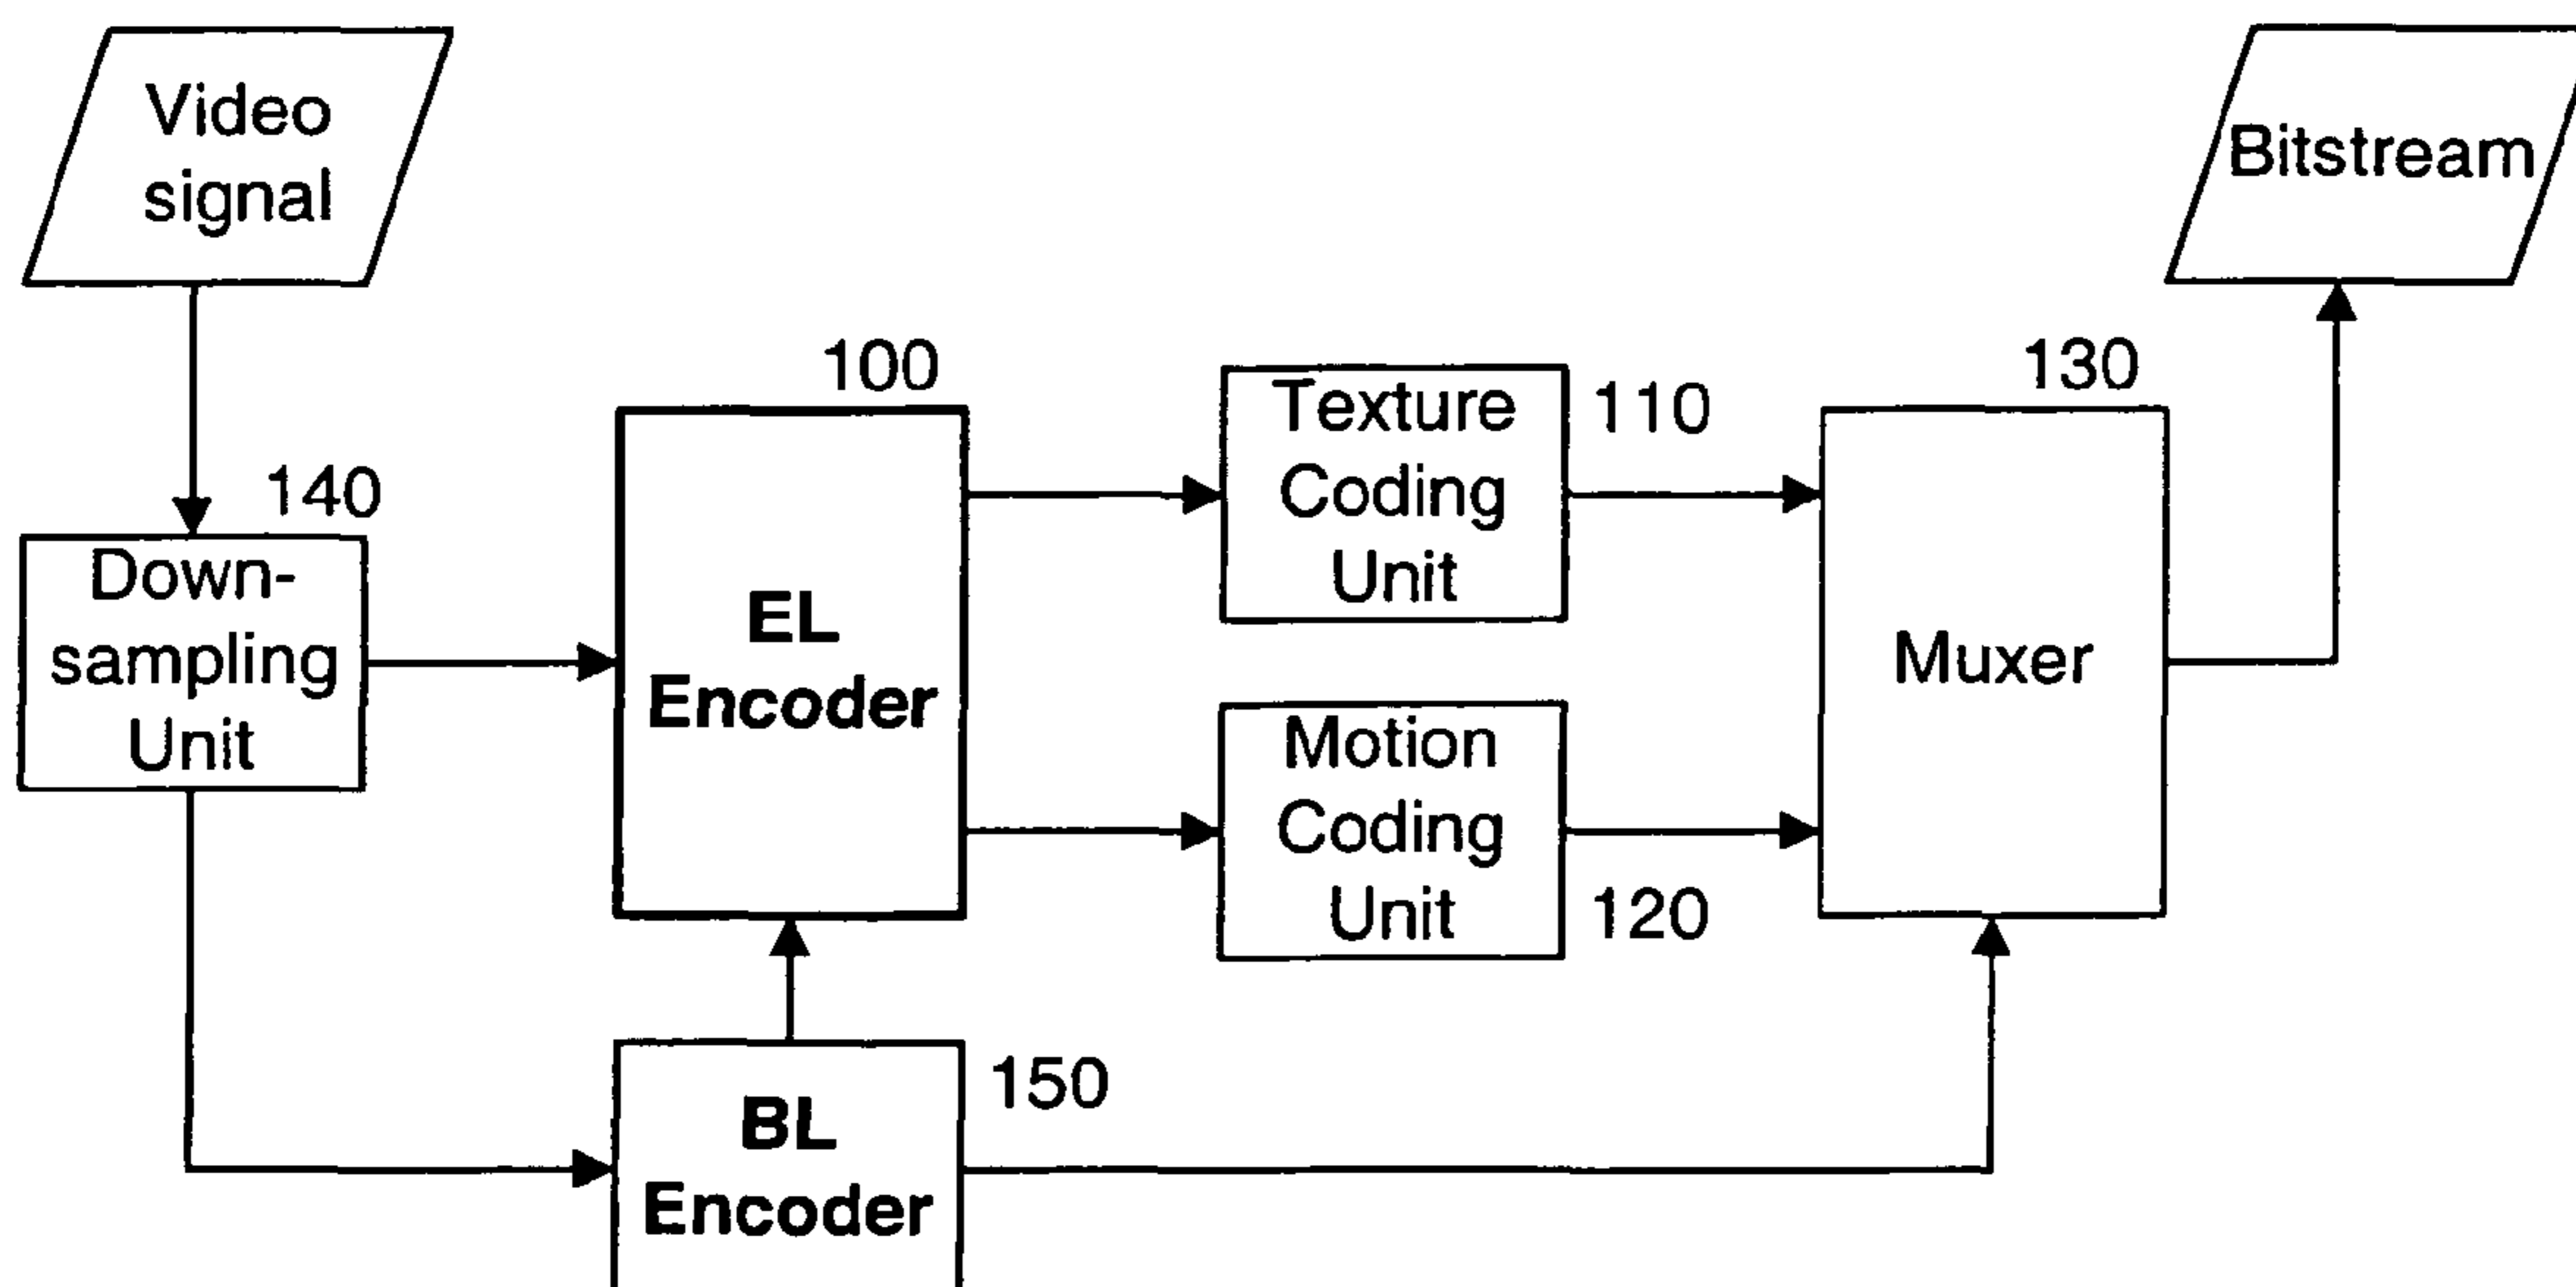 Video
signal
Bitstream
100
Texture
Coding
Unit
110
130
140
Down-
sampling
Unit
EL
Encoder
Muxer
Motion
Coding
Unit
120
150
BL
Encoder